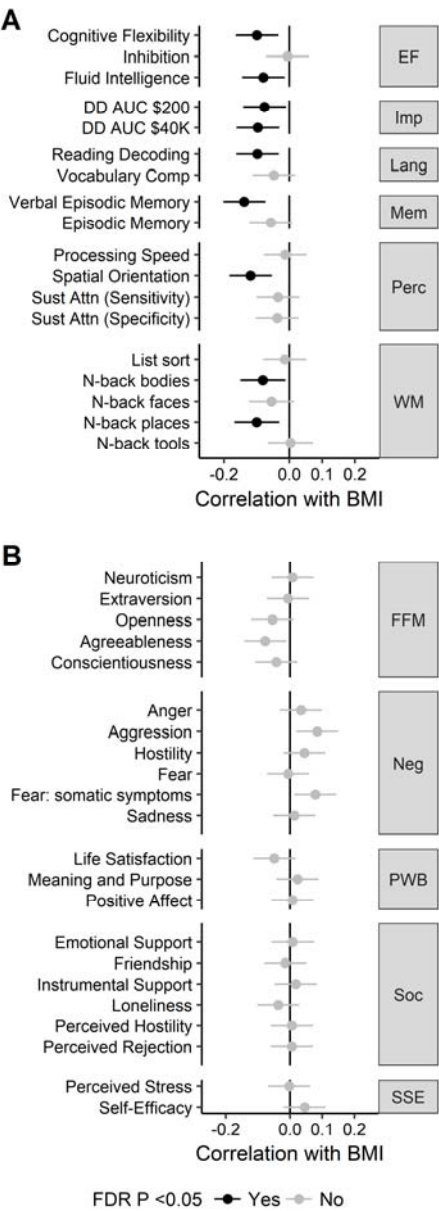 A
Cognitive Flexibility
Inhibition
Fluid Intelligence
EF
DD AUC $200
DD AUC $40K
Imp
Reading Decoding
Vocabulary Comp
Lang
Verbal Episodic Memory
Episodic Memory
Mem
Processing Speed
Spatial Orientation
Sust Attn (Sensitivity)
Sust Attn (Specificity)
Perc
List sort
N-back bodies
N-back faces
N-back places
N-back tools
WM
-0.2 0.0 0.1 0.2
Correlation with BMI
B
Neuroticism
Extraversion
Openness
Agreeableness
Conscientiousness
FFM
Anger
Aggression
Hostility
Fear
Fear: somatic symptoms
Sadness
Neg
Life Satisfaction
Meaning and Purpose
Positive Affect
PWB
Emotional Support
Friendship
Instrumental Support
Loneliness
Perceived Hostility
Perceived Rejection
Soc
Perceived Stress
Self-Efficacy
SSE
-0.2 0.0 0.1 0.2
Correlation with BMI
FDR P <0.05 Yes No